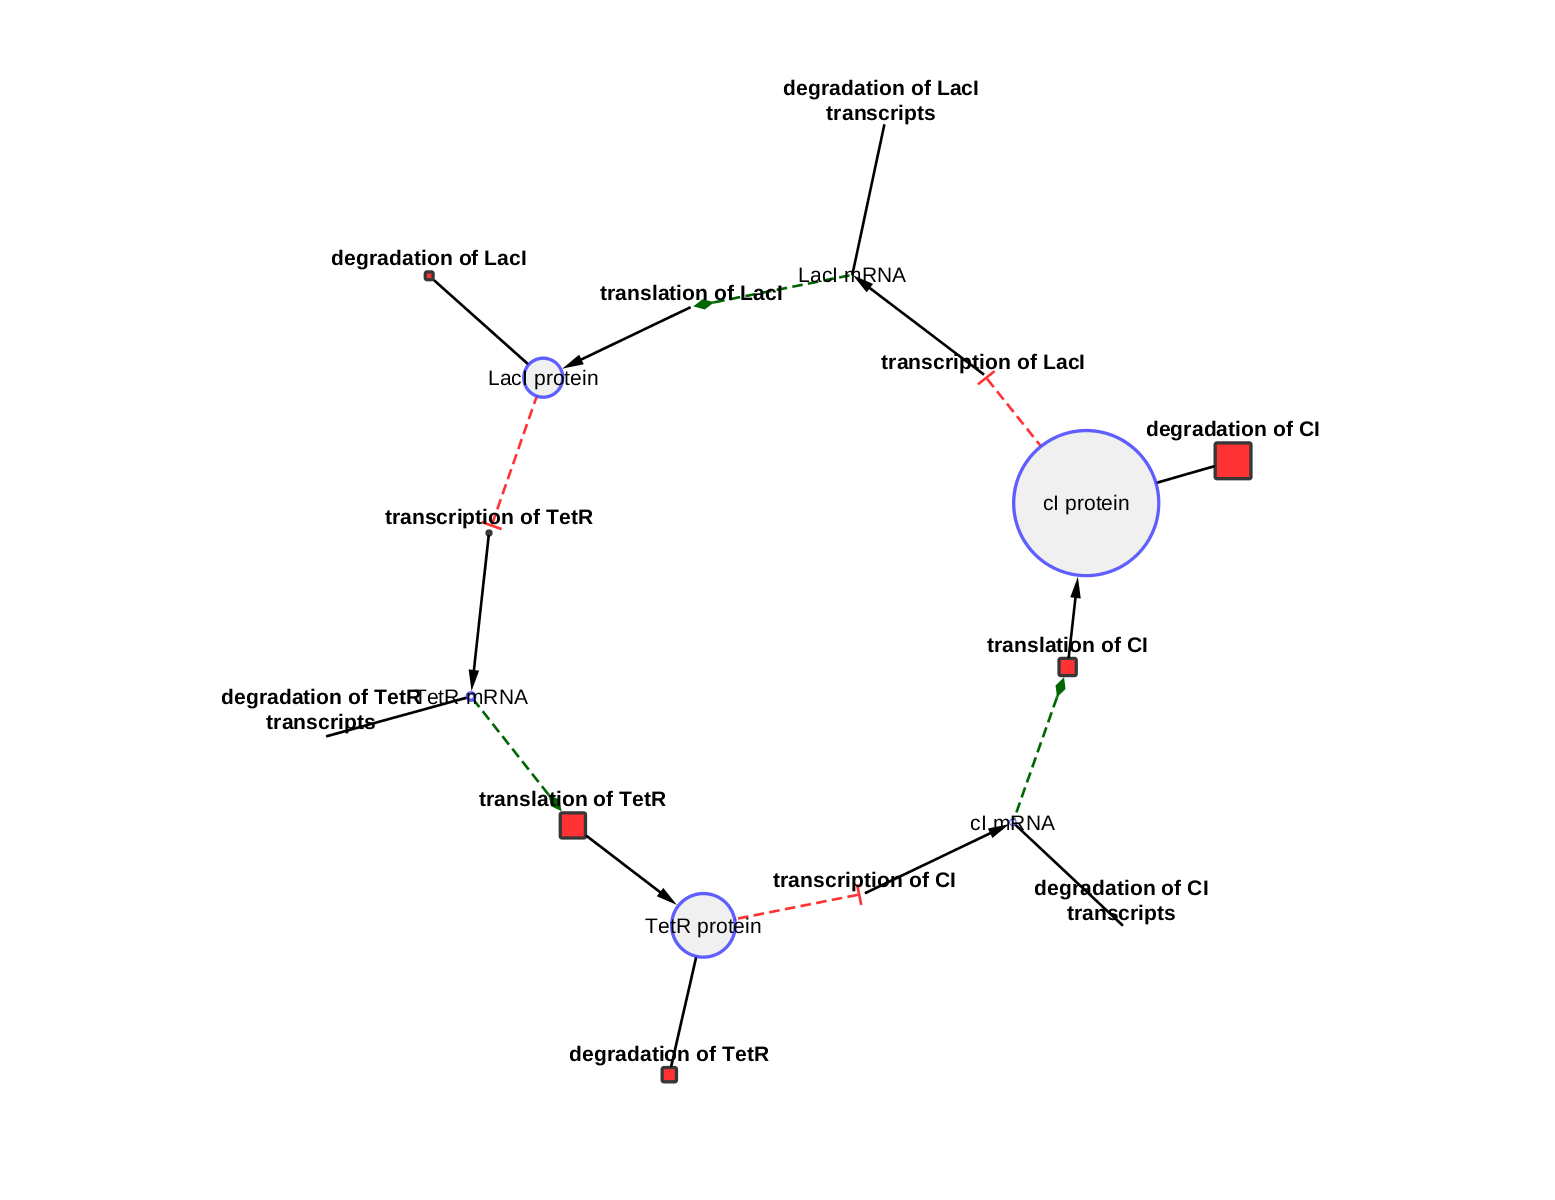 degradation of LacI
transcripts
degradation of LacI
LacI mRNA
translation of LacI
transcription of LacI
LacI protein
degradation of CI
cI protein
transcription of TetR
translation of CI
degradation of TetR
transcripts
TetR mRNA
translation of TetR
cI mRNA
transcription of CI
degradation of CI
transcripts
TetR protein
degradation of TetR